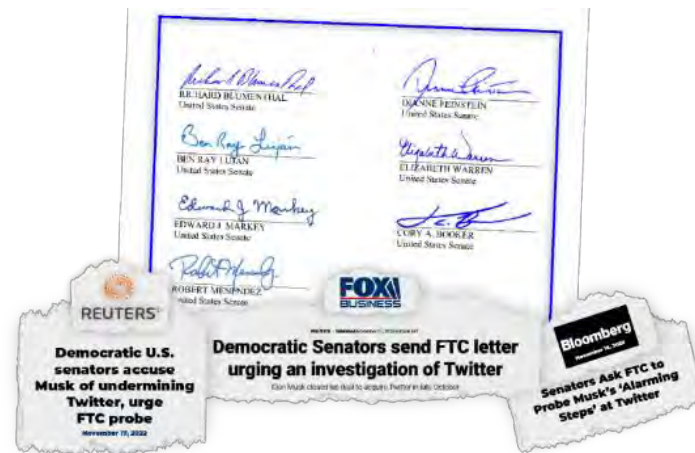 RICHARD BLUMENTHAL
United States Senate
DIANNE FEINSTEIN
United States Senate
BEN RAY LUJAN
United States Senate
ELIZABETH WARREN
United States Senate
EDWARD J. MARKEY
United States Senate
CORY A. BOOKER
United States Senate
ROBERT MENENDEZ
United States Senate
REUTERS
Democratic U.S.
senators accuse
Musk of undermining
Twitter, urge
FTC probe
November 17, 2022
FOX
BUSINESS
Democratic Senators send FTC letter
urging an investigation of Twitter
Elon Musk closed his deal to acquire Twitter in late October
Bloomberg
Senators Ask FTC to
Probe Musk's 'Alarming
Steps' at Twitter